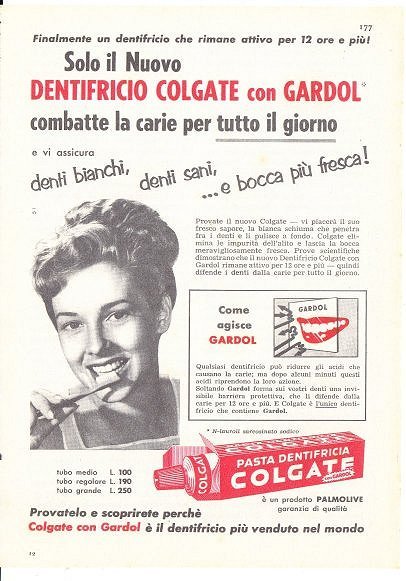 177
Finalmente un dentifricio che rimane attivo per 12 ore e più!
Solo il Nuovo
DENTIFRICIO COLGATE con GARDOL*
combatte la carie per tutto il giorno
e vi assicura
denti bianchi, denti sani, ...e bocca più fresca!
Provate il nuovo Colgate — vi piacerà il suo
fresco sapore, la bianca schiuma che penetra
fra i denti e li pulisce a fondo. Colgate eli-
mina le impurità dell'alito e lascia la bocca
meravigliosamente fresca. Prove scientifiche
dimostrano che il nuovo Dentifricio Colgate con
Gardol rimane attivo per 12 ore e più — quindi
difende i denti dalla carie per tutto il giorno.
Come
agisce
GARDOL
GARDOL
Qualsiasi dentifricio può ridurre gli acidi che
causano la carie; ma dopo alcuni minuti questi
acidi riprendono la loro azione.
Soltando Gardol forma sui vostri denti una invi-
sibile barriera protettiva, che li difende dalla
carie per 12 ore e più. E Colgate è l'unico denti-
fricio che contiene Gardol.
* N-lauroil sarcosinato sodico
tubo medio L. 100
tubo regolare L. 190
tubo grande L. 250
COLGA
PASTA DENTIFRICIA
COLGATE
con GARDOL
è un prodotto PALMOLIVE
garanzia di qualità
Provatelo e scoprirete perchè
Colgate con Gardol è il dentifricio più venduto nel mondo
12